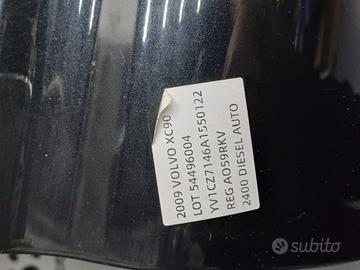 2009 VOLVO XC90
LOT 54496004
YV1CZ7146A1550122
REG AO59RKV
2400 DIESEL AUTO
subito